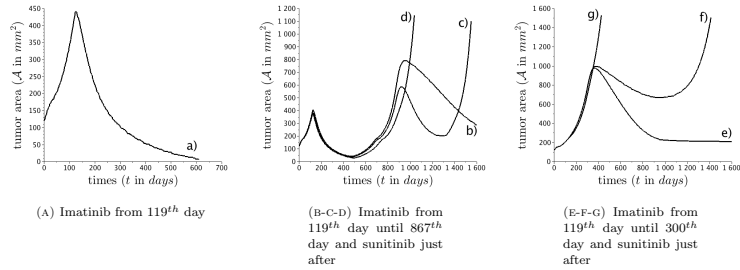 450
400
350
300
250
200
150
100
50
0
0 100 200 300 400 500 600 700
tumor area (A in mm²)
times (t in days)
a)
1 200
1 100
1 000
900
800
700
600
500
400
300
200
100
0
0 200 400 600 800 1 000 1 200 1 400 1 600
tumor area (A in mm²)
times (t in days)
d)
c)
b)
1 600
1 400
1 200
1 000
800
600
400
200
0
0 200 400 600 800 1 000 1 200 1 400 1 600
tumor area (A in mm²)
times (t in days)
g)
f)
e)
(A) Imatinib from 119th day
(B-C-D) Imatinib from
119th day until 867th
day and sunitinib just
after
(E-F-G) Imatinib from
119th day until 300th
day and sunitinib just
after